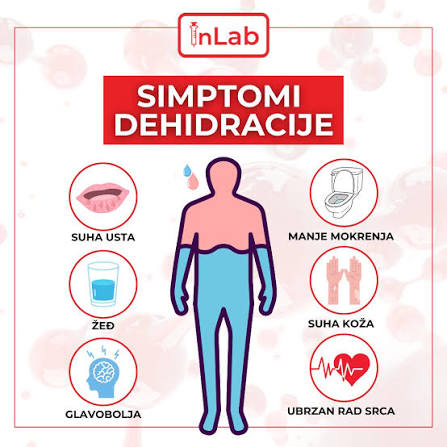 inLab
SIMPTOMI
DEHIDRACIJE
SUHA USTA
MANJE MOKRENJA
ŽEĐ
SUHA KOŽA
GLAVOBOLJA
UBRZAN RAD SRCA